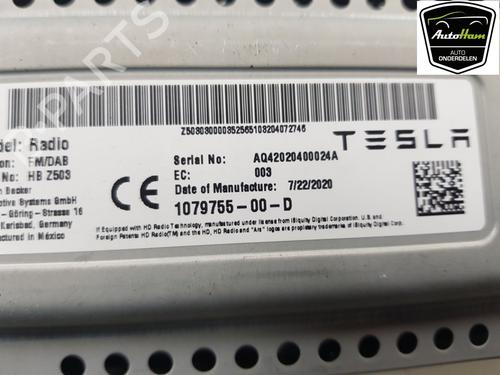 AutoHam
AUTO
ONDERDELEN
B-PARTS
Z503030000352565103204072746
del: Radio
on: FM/DAB
No: HB Z503
n Becker
otive Systems GmbH
- Göring - Strasse 16
Karlsbad, Germany
nufactured in México
CE
Serial No: AQ42020400024A
EC: 003
Date of Manufacture: 7/22/2020
1079755-00-D
TESLA
If Equipped with HD Radio Technology, manufactured under license from iBiquity Digital Corporation. U.S. and
Foreign Patents HD Radio(TM) and the HD, HD Radio and "Arc" logos are proprietary trademarks of iBiquity Digital Corp.